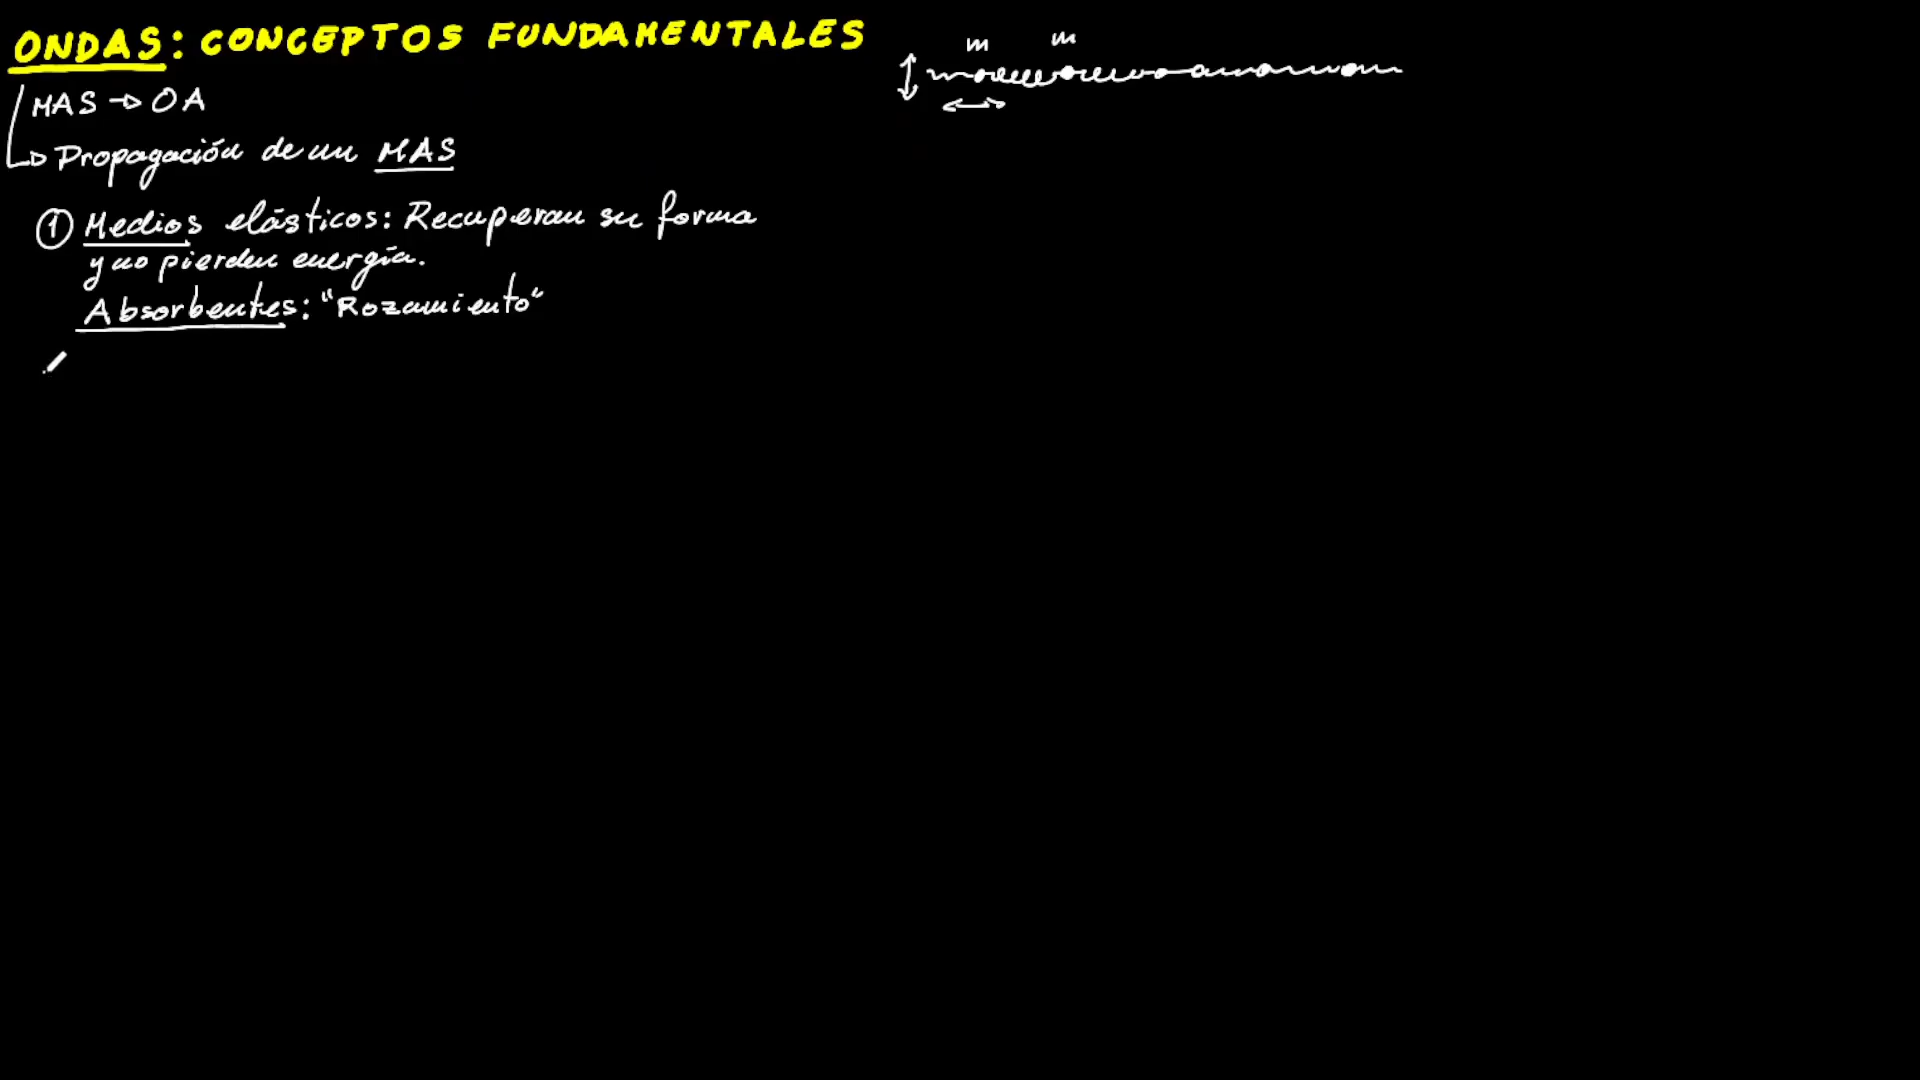 ONDAS: CONCEPTOS FUNDAMENTALES
m m
MAS → OA
↳ Propagación de un MAS
① Medios elásticos: Recuperan su forma
y no pierden energía.
Absorbentes: "Rozamiento"